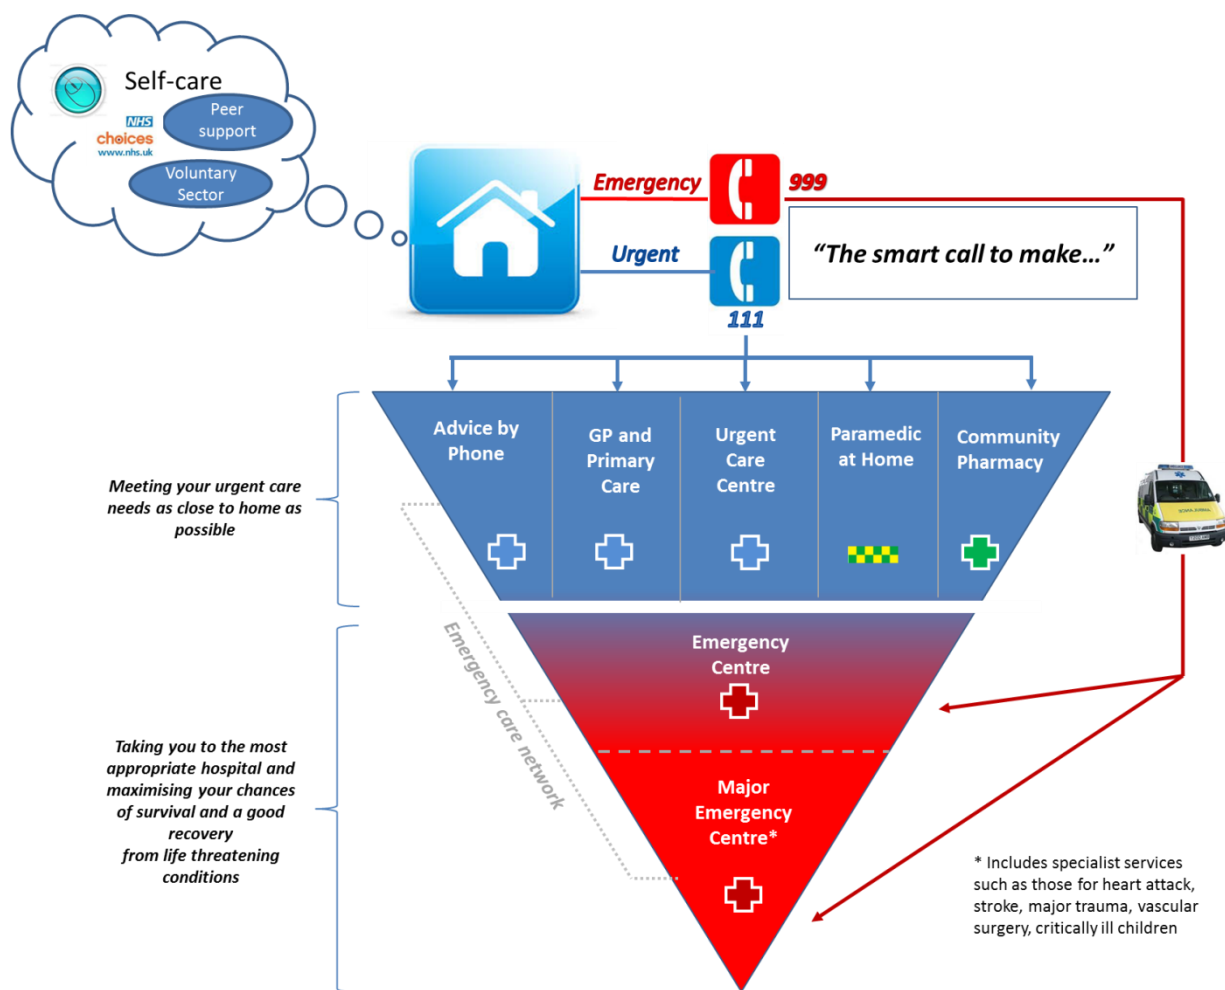 Self-care
Peer
support
NHS
choices
www.nhs.uk
Voluntary
Sector
Emergency
999
Urgent
"The smart call to make…"
111
Advice by
Phone
GP and
Primary
Care
Urgent
Care
Centre
Paramedic
at Home
Community
Pharmacy
Meeting your urgent care
needs as close to home as
possible
Emergency care network
Emergency
Centre
Taking you to the most
appropriate hospital and
maximising your chances
of survival and a good
recovery
from life threatening
conditions
Major
Emergency
Centre*
* Includes specialist services
such as those for heart attack,
stroke, major trauma, vascular
surgery, critically ill children